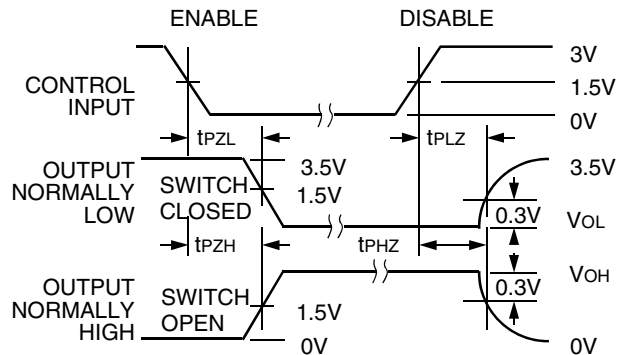 ENABLE
DISABLE
CONTROL
INPUT
3V
1.5V
0V
tPZL
tPLZ
OUTPUT
NORMALLY
LOW
SWITCH
CLOSED
3.5V
1.5V
3.5V
0.3V
VOL
tPZH
tPHZ
OUTPUT
NORMALLY
HIGH
SWITCH
OPEN
1.5V
0V
VOH
0.3V
0V